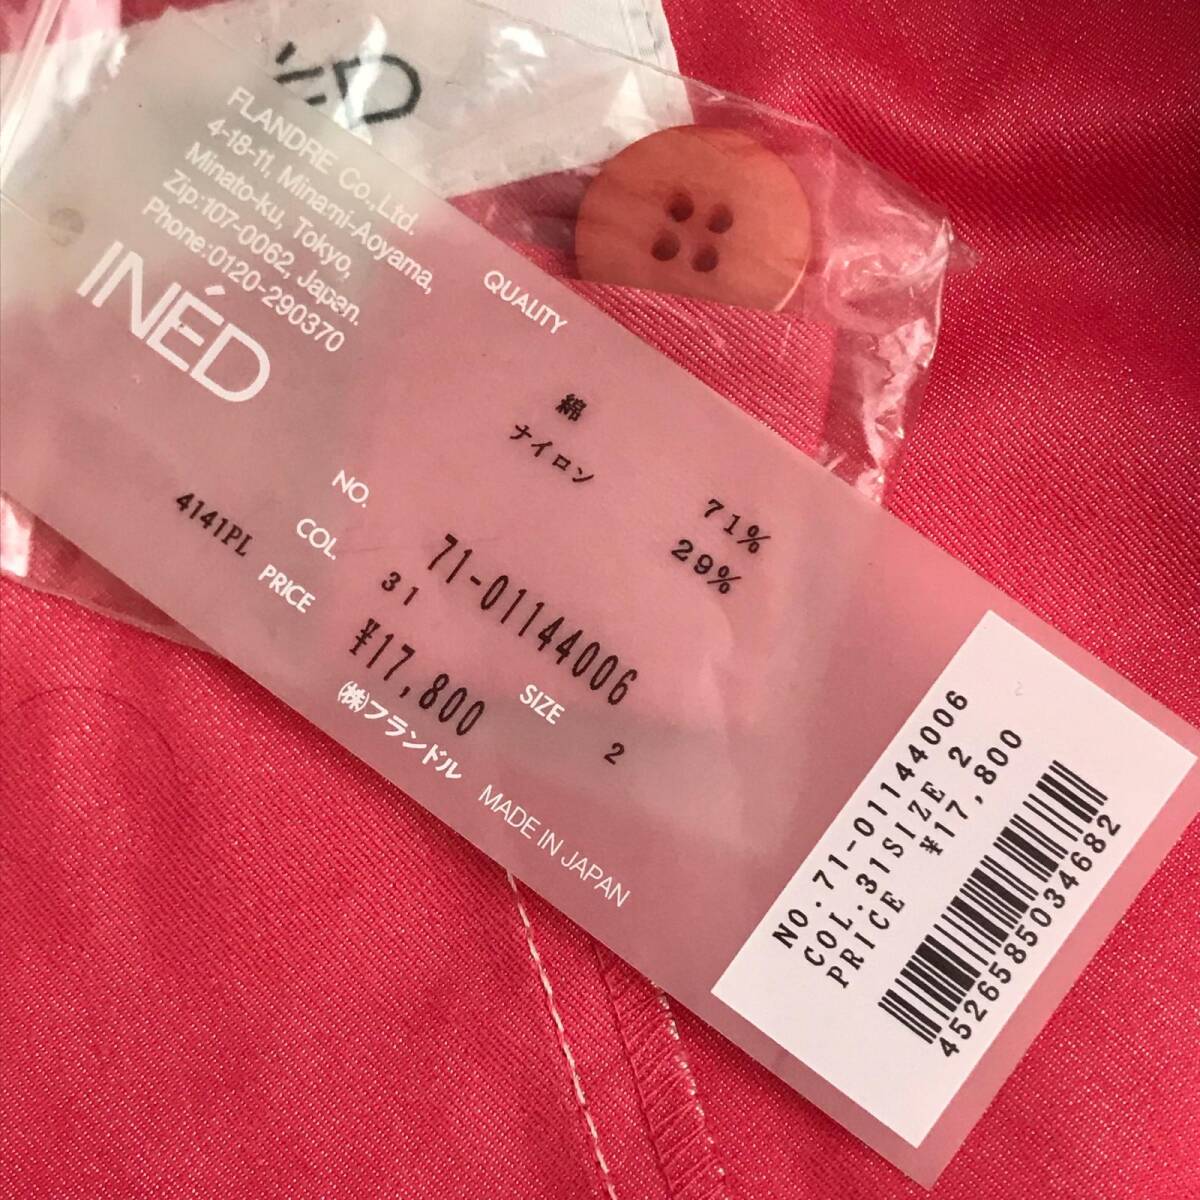 FLANDRE Co.,Ltd.
4-18-11, Minami-Aoyama,
Minato-ku, Tokyo,
Zip:107-0062, Japan.
Phone:0120-290370
INÉD
QUALITY
綿 71%
ナイロン 29%
NO. 71-01144006
COL. 31 SIZE 2
4141PL
PRICE ¥17,800
(株)フランドル MADE IN JAPAN
NO.71-01144006
COL.31SIZE 2
PRICE ¥17,800
4526585034682